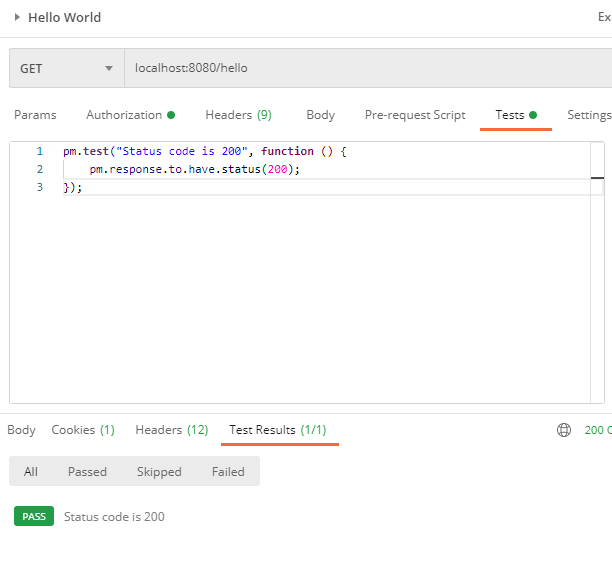 Hello World Ex
GET localhost:8080/hello
Params Authorization Headers (9) Body Pre-request Script Tests Settings
1 pm.test("Status code is 200", function () {
2 pm.response.to.have.status(200);
3 });
Body Cookies (1) Headers (12) Test Results (1/1) 200
All Passed Skipped Failed
PASS Status code is 200